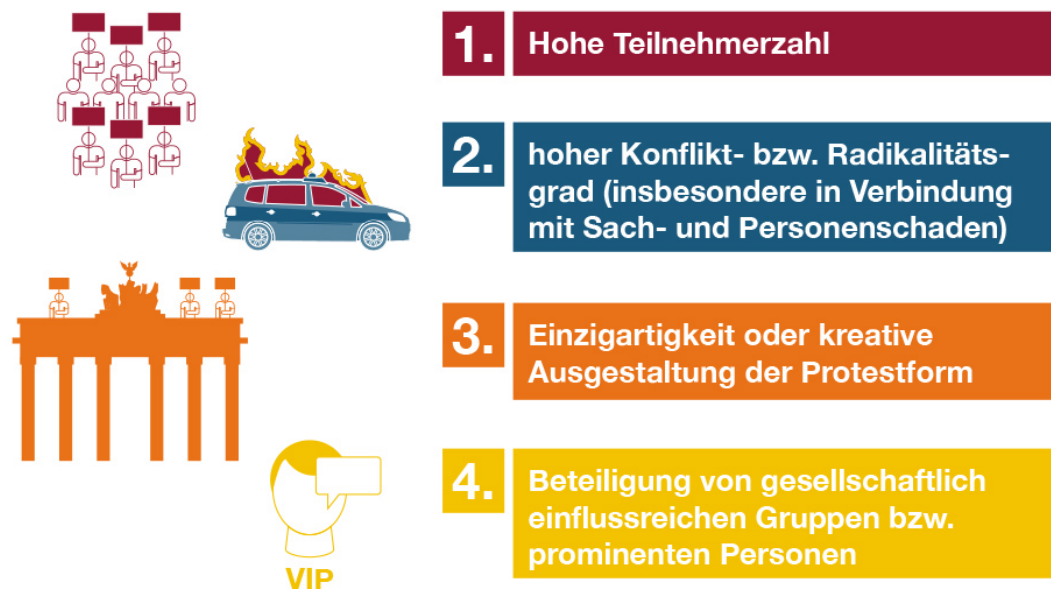 1.
Hohe Teilnehmerzahl
2.
hoher Konflikt- bzw. Radikalitäts-
grad (insbesondere in Verbindung
mit Sach- und Personenschaden)
3.
Einzigartigkeit oder kreative
Ausgestaltung der Protestform
4.
Beteiligung von gesellschaftlich
einflussreichen Gruppen bzw.
prominenten Personen
VIP